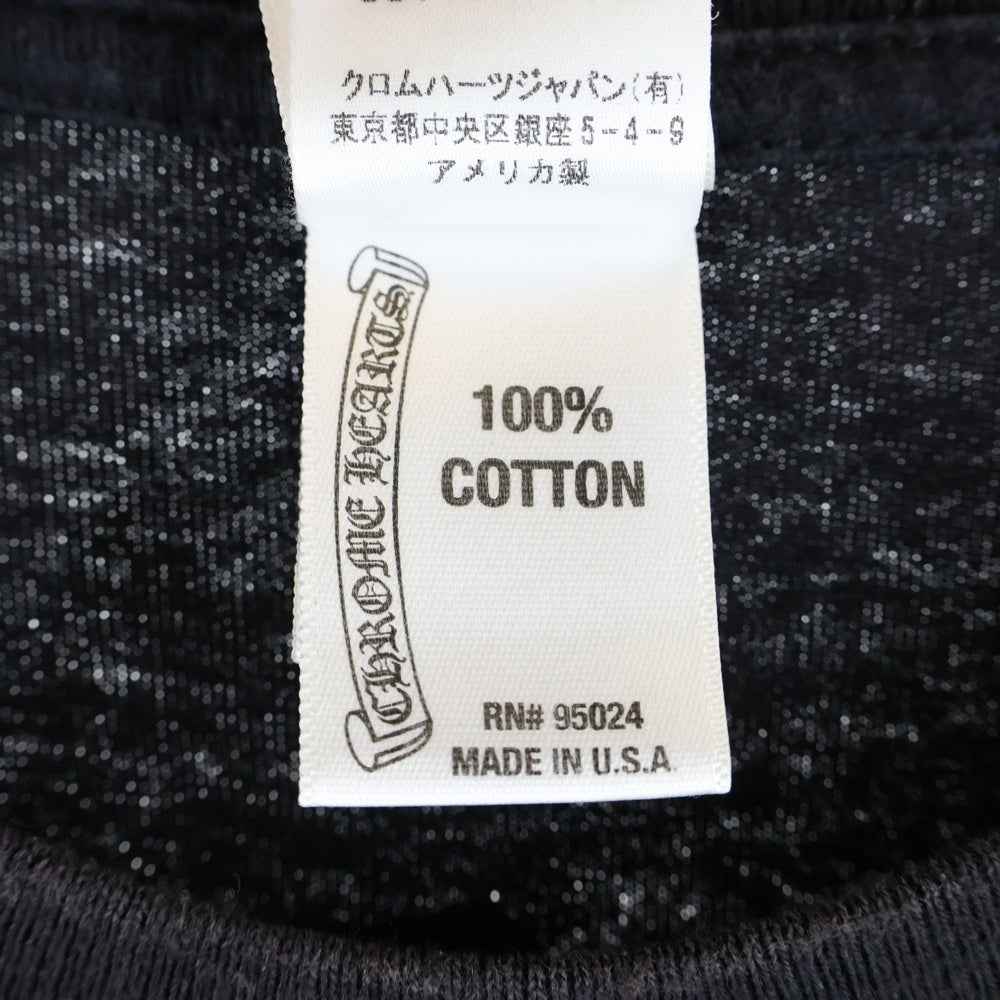 クロムハーツジャパン(有)
東京都中央区銀座5-4-9
アメリカ製
CHROME HEARTS
100%
COTTON
RN# 95024
MADE IN U.S.A.